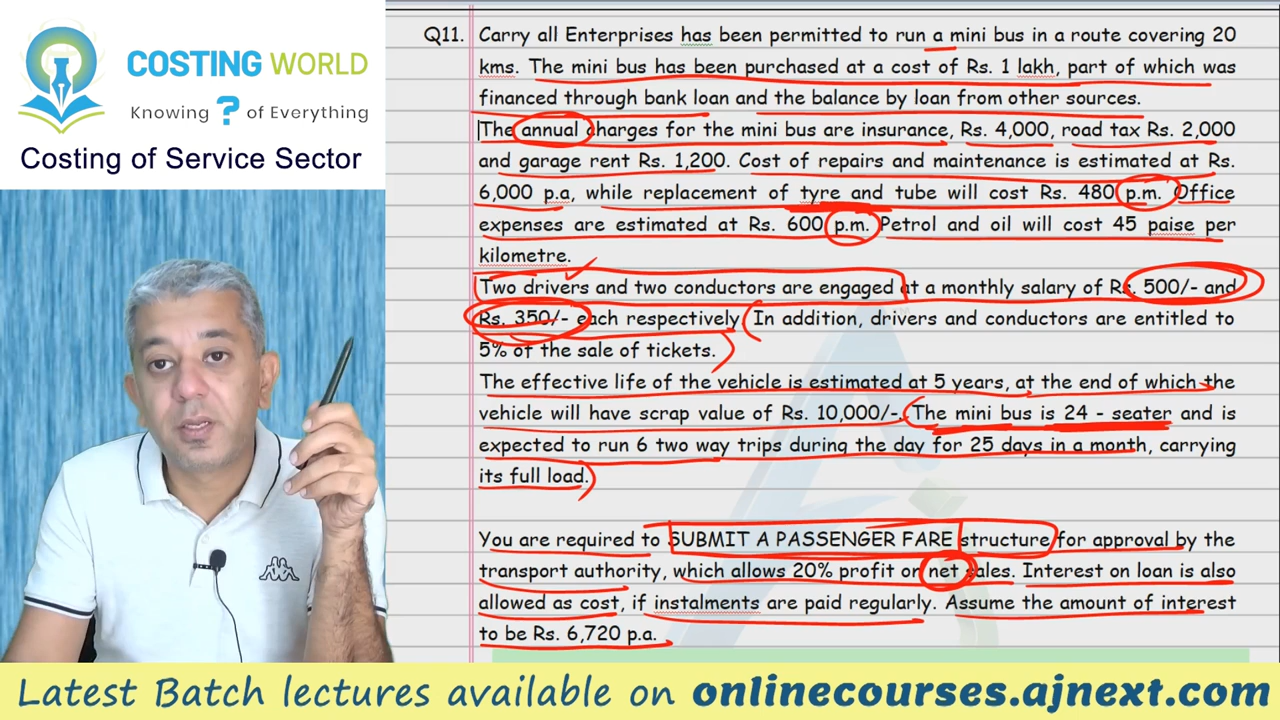 COSTING WORLD
Knowing ? of Everything
Costing of Service Sector
Q11. Carry all Enterprises has been permitted to run a mini bus in a route covering 20
kms. The mini bus has been purchased at a cost of Rs. 1 lakh, part of which was
financed through bank loan and the balance by loan from other sources.
The annual charges for the mini bus are insurance, Rs. 4,000, road tax Rs. 2,000
and garage rent Rs. 1,200. Cost of repairs and maintenance is estimated at Rs.
6,000 p.a, while replacement of tyre and tube will cost Rs. 480 p.m. Office
expenses are estimated at Rs. 600 p.m. Petrol and oil will cost 45 paise per
kilometre.
Two drivers and two conductors are engaged at a monthly salary of Rs. 500/- and
Rs. 350/- each respectively. In addition, drivers and conductors are entitled to
5% of the sale of tickets.
The effective life of the vehicle is estimated at 5 years, at the end of which the
vehicle will have scrap value of Rs. 10,000/-. The mini bus is 24 - seater and is
expected to run 6 two way trips during the day for 25 days in a month, carrying
its full load.
You are required to SUBMIT A PASSENGER FARE structure for approval by the
transport authority, which allows 20% profit on net sales. Interest on loan is also
allowed as cost, if instalments are paid regularly. Assume the amount of interest
to be Rs. 6,720 p.a.
Latest Batch lectures available on onlinecourses.ajnext.com